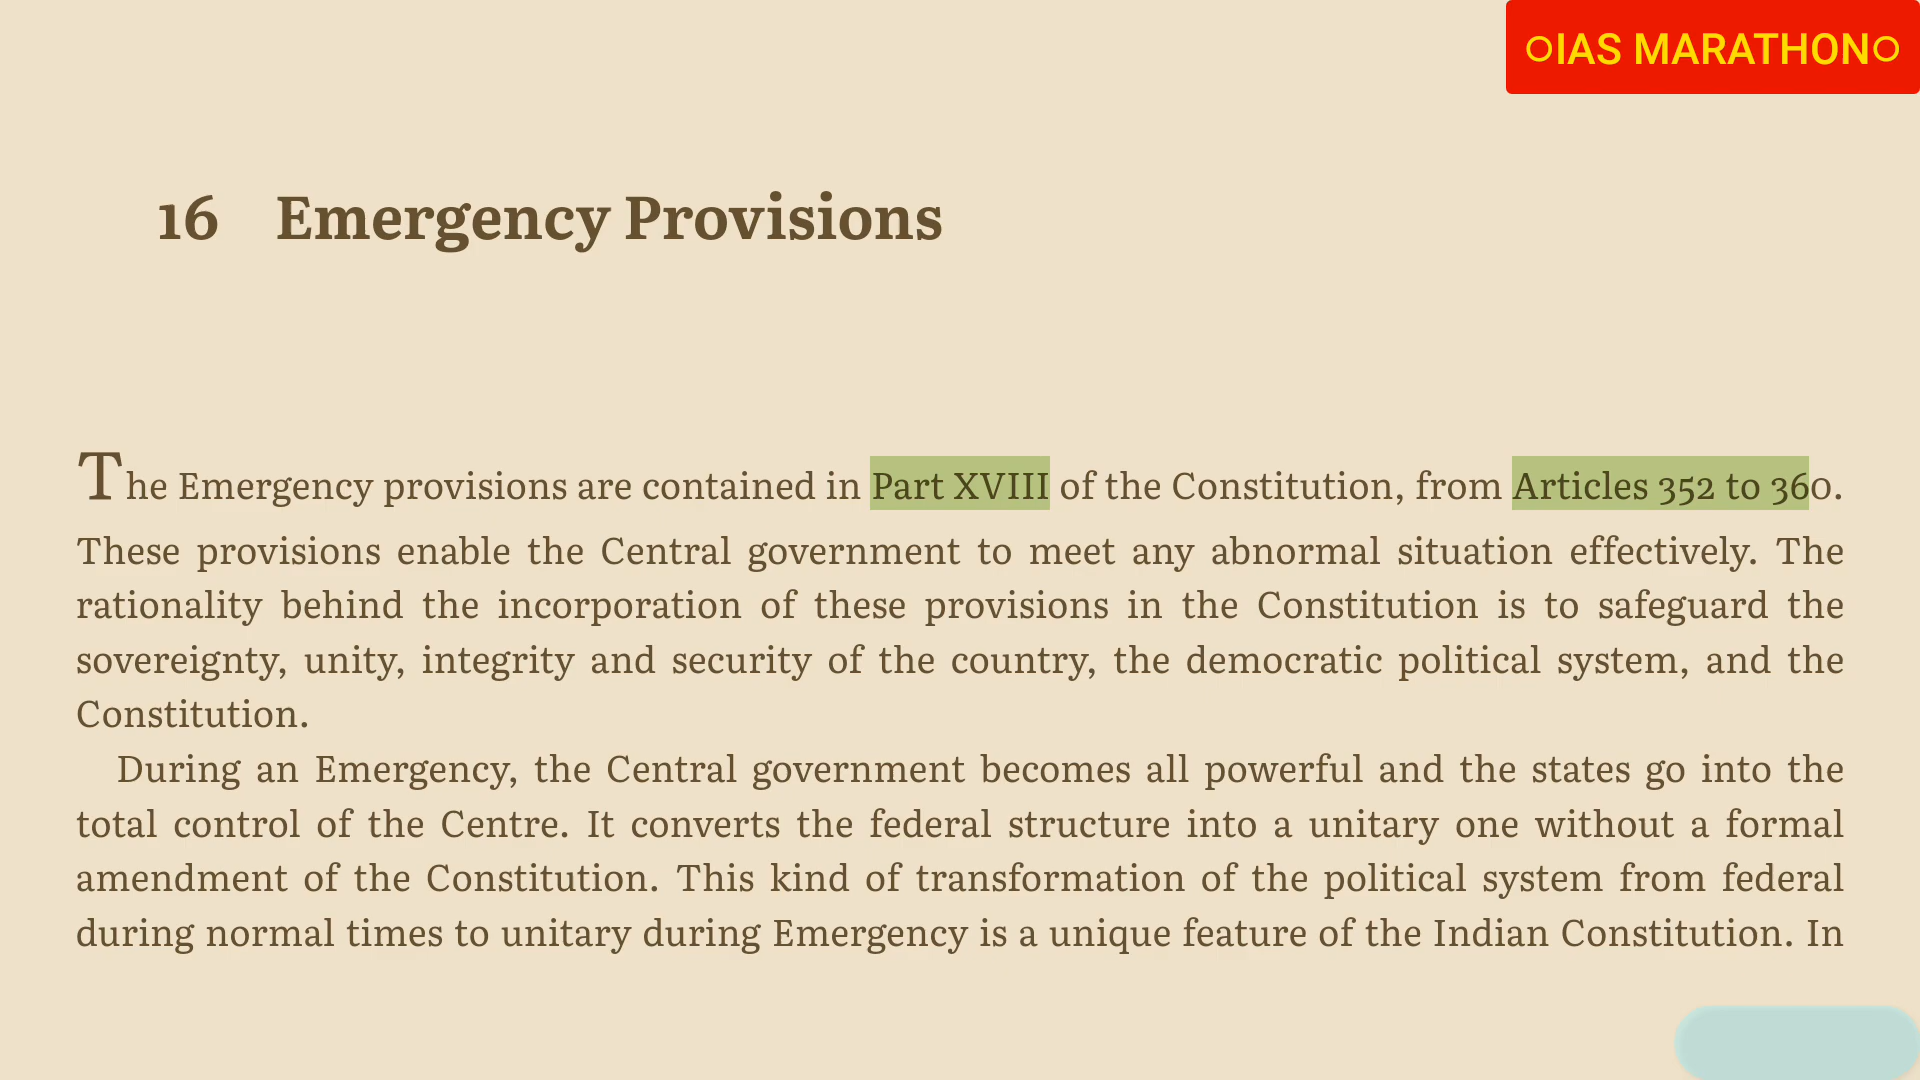 ○IAS MARATHON○
16 Emergency Provisions
The Emergency provisions are contained in Part XVIII of the Constitution, from Articles 352 to 360.
These provisions enable the Central government to meet any abnormal situation effectively. The
rationality behind the incorporation of these provisions in the Constitution is to safeguard the
sovereignty, unity, integrity and security of the country, the democratic political system, and the
Constitution.
During an Emergency, the Central government becomes all powerful and the states go into the
total control of the Centre. It converts the federal structure into a unitary one without a formal
amendment of the Constitution. This kind of transformation of the political system from federal
during normal times to unitary during Emergency is a unique feature of the Indian Constitution. In